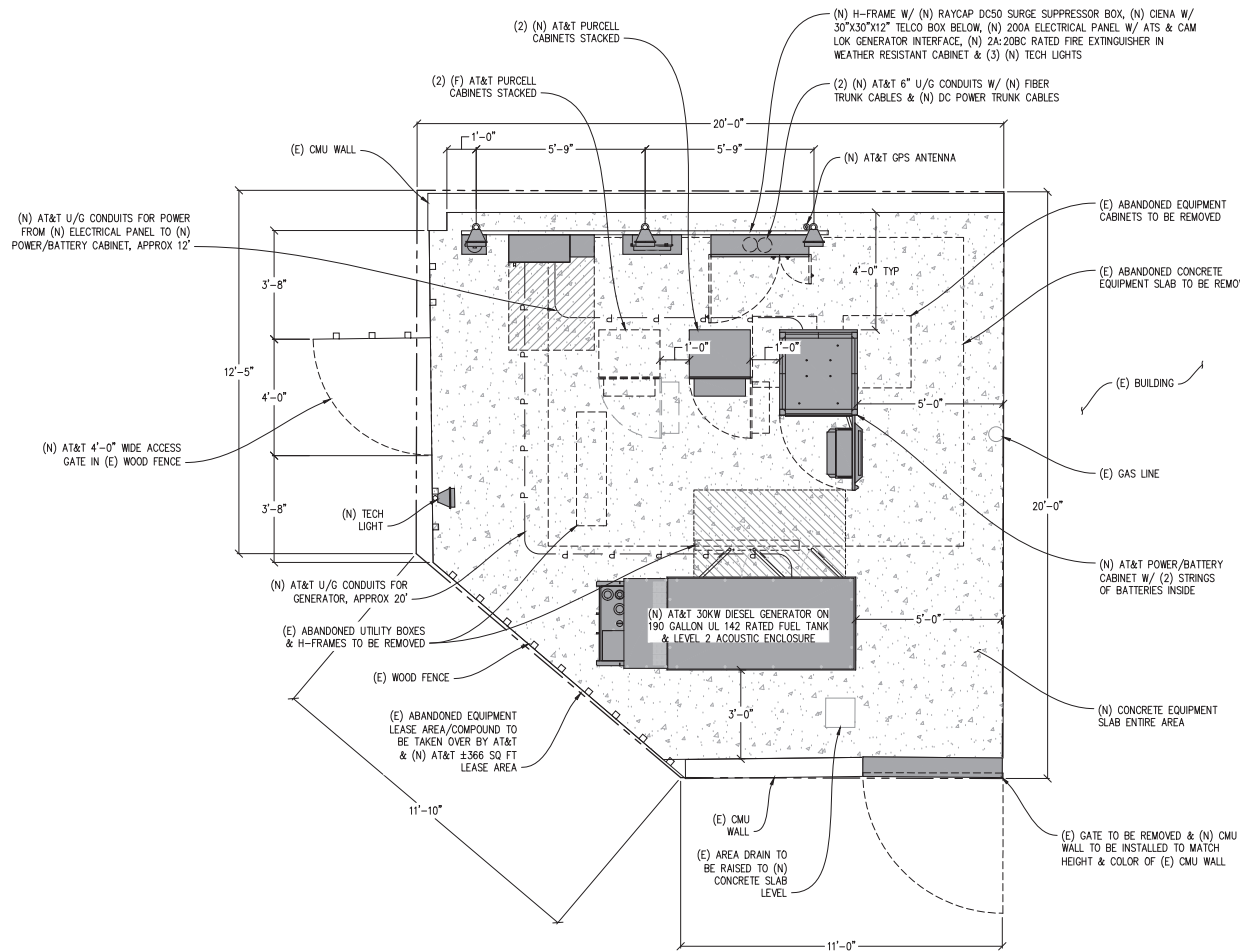 (N) H-FRAME W/ (N) RAYCAP DC50 SURGE SUPPRESSOR BOX, (N) CIENA W/
30"X30"X12" TELCO BOX BELOW, (N) 200A ELECTRICAL PANEL W/ ATS & CAM
LOK GENERATOR INTERFACE, (N) 2A:20BC RATED FIRE EXTINGUISHER IN
WEATHER RESISTANT CABINET & (3) (N) TECH LIGHTS
(2) (N) AT&T PURCELL
CABINETS STACKED
(2) (F) AT&T PURCELL
CABINETS STACKED
(2) (N) AT&T 6" U/G CONDUITS W/ (N) FIBER
TRUNK CABLES & (N) DC POWER TRUNK CABLES
20'-0"
1'-0"
5'-9"
5'-9"
(E) CMU WALL
(N) AT&T GPS ANTENNA
(N) AT&T U/G CONDUITS FOR POWER
FROM (N) ELECTRICAL PANEL TO (N)
POWER/BATTERY CABINET, APPROX 12'
(E) ABANDONED EQUIPMENT
CABINETS TO BE REMOVED
(E) ABANDONED CONCRETE
EQUIPMENT SLAB TO BE REMO
4'-0" TYP
3'-8"
P
P
P
P
P
P
1'-0"
1'-0"
12'-5"
4'-0"
(E) BUILDING
5'-0"
(N) AT&T 4'-0" WIDE ACCESS
GATE IN (E) WOOD FENCE
(E) GAS LINE
3'-8"
(N) TECH
LIGHT
20'-0"
P
P
P
P
P
P
P
(N) AT&T POWER/BATTERY
CABINET W/ (2) STRINGS
OF BATTERIES INSIDE
(N) AT&T U/G CONDUITS FOR
GENERATOR, APPROX 20'
(N) AT&T 30KW DIESEL GENERATOR ON
190 GALLON UL 142 RATED FUEL TANK
& LEVEL 2 ACOUSTIC ENCLOSURE
5'-0"
(E) ABANDONED UTILITY BOXES
& H-FRAMES TO BE REMOVED
(E) WOOD FENCE
3'-0"
(N) CONCRETE EQUIPMENT
SLAB ENTIRE AREA
(E) ABANDONED EQUIPMENT
LEASE AREA/COMPOUND TO
BE TAKEN OVER BY AT&T
& (N) AT&T ±366 SQ FT
LEASE AREA
11'-10"
(E) CMU
WALL
(E) AREA DRAIN TO
BE RAISED TO (N)
CONCRETE SLAB
LEVEL
(E) GATE TO BE REMOVED & (N) CMU
WALL TO BE INSTALLED TO MATCH
HEIGHT & COLOR OF (E) CMU WALL
11'-0"